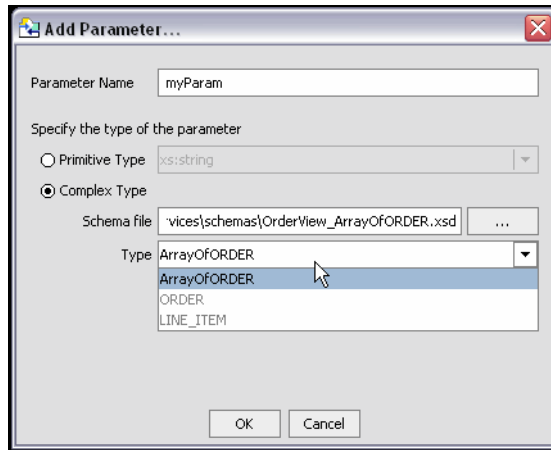 Add Parameter...
Parameter Name myParam
Specify the type of the parameter
Primitive Type xs:string
Complex Type
Schema file vices\schemas\OrderView_ArrayOfORDER.xsd ...
Type ArrayOfORDER
ArrayOfORDER
ORDER
LINE_ITEM
OK Cancel